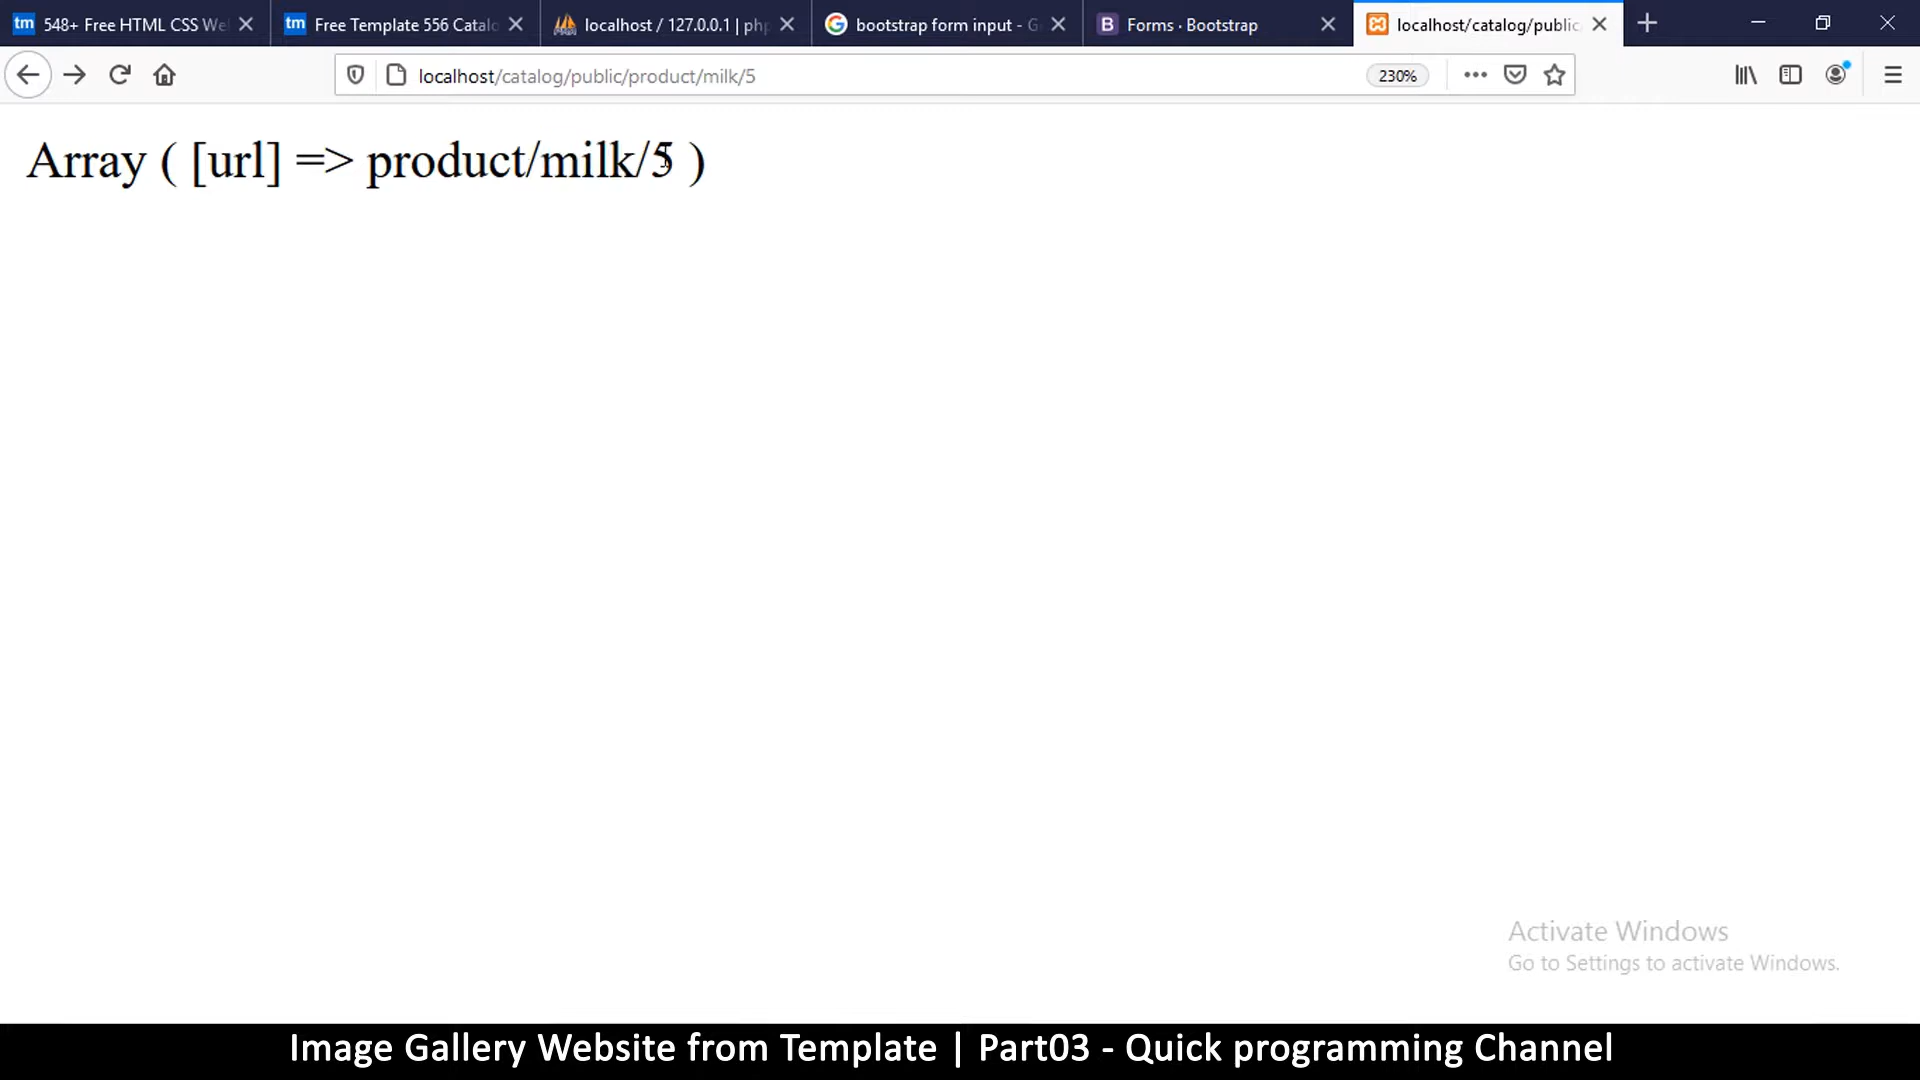 548+ Free HTML CSS We
Free Template 556 Catalo
localhost / 127.0.0.1 | php
bootstrap form input - G
Forms · Bootstrap
localhost/catalog/public
localhost/catalog/public/product/milk/5
230%
Array ( [url] => product/milk/5 )
Activate Windows
Go to Settings to activate Windows.
Image Gallery Website from Template | Part03 - Quick programming Channel